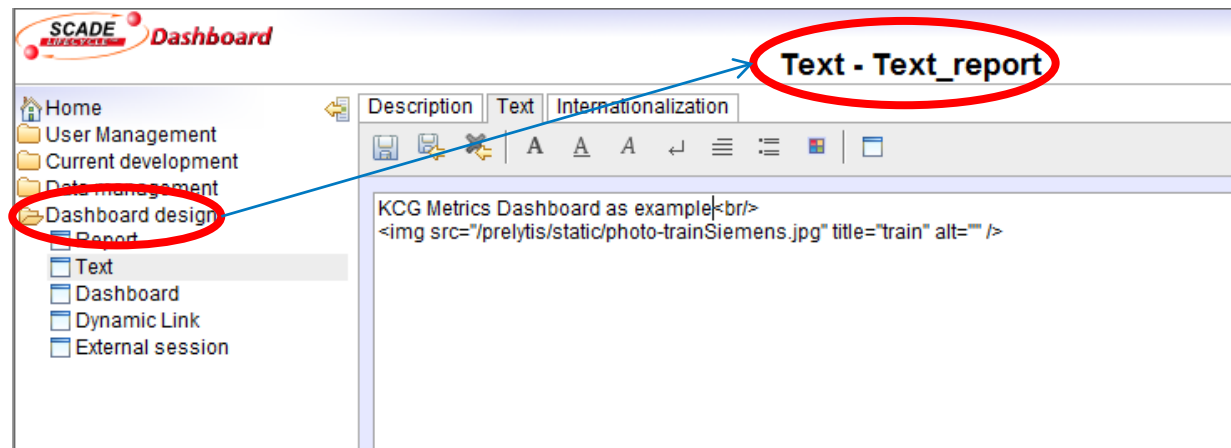 SCADE
LIFECYCLE™
Dashboard
Text - Text_report
Home
User Management
Current development
Data management
Dashboard design
Report
Text
Dashboard
Dynamic Link
External session
Description Text Internationalization
A A A
KCG Metrics Dashboard as example<br/>
<img src="/prelytis/static/photo-trainSiemens.jpg" title="train" alt="" />